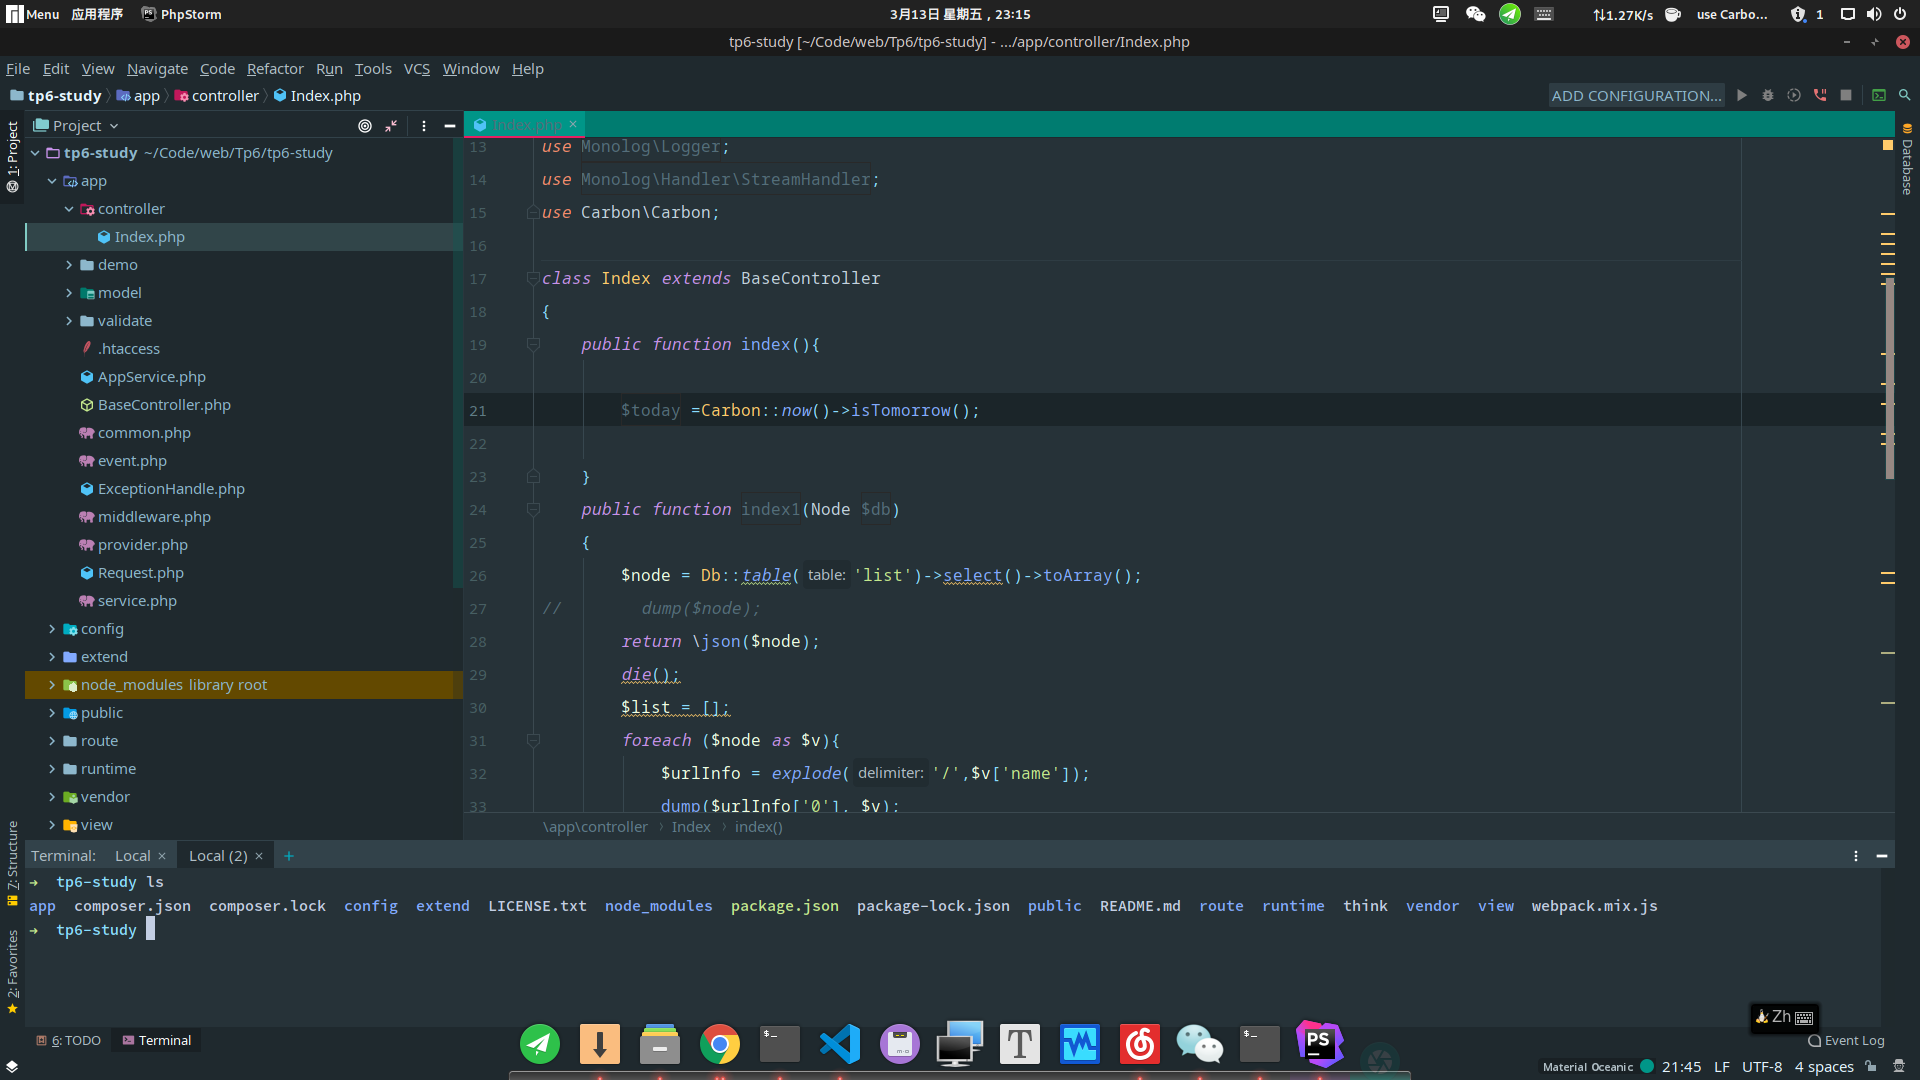 Menu 应用程序 PhpStorm 3月13日 星期五，23:15 1.27K/s use Carbo... 1
tp6-study [~/Code/web/Tp6/tp6-study] - .../app/controller/Index.php
File Edit View Navigate Code Refactor Run Tools VCS Window Help
tp6-study app controller Index.php ADD CONFIGURATION...
1: Project
7: Structure
2: Favorites
Database
Project
tp6-study ~/Code/web/Tp6/tp6-study
app
controller
Index.php
demo
model
validate
.htaccess
AppService.php
BaseController.php
common.php
event.php
ExceptionHandle.php
middleware.php
provider.php
Request.php
service.php
config
extend
node_modules library root
public
route
runtime
vendor
view
Index.php
13 use Monolog\Logger;
14 use Monolog\Handler\StreamHandler;
15 use Carbon\Carbon;
16
17 class Index extends BaseController
18 {
19 public function index(){
20
21 $today =Carbon::now()->isTomorrow();
22
23 }
24 public function index1(Node $db)
25 {
26 $node = Db::table( table: 'list')->select()->toArray();
27 // dump($node);
28 return \json($node);
29 die();
30 $list = [];
31 foreach ($node as $v){
32 $urlInfo = explode( delimiter: '/',$v['name']);
33 dump($urlInfo['0'], $v);
\app\controller › Index › index()
Terminal: Local × Local (2) × +
➜ tp6-study ls
app composer.json composer.lock config extend LICENSE.txt node_modules package.json package-lock.json public README.md route runtime think vendor view webpack.mix.js
➜ tp6-study
Zh
6: TODO Terminal
PS
T
Event Log
Material Oceanic 21:45 LF UTF-8 4 spaces